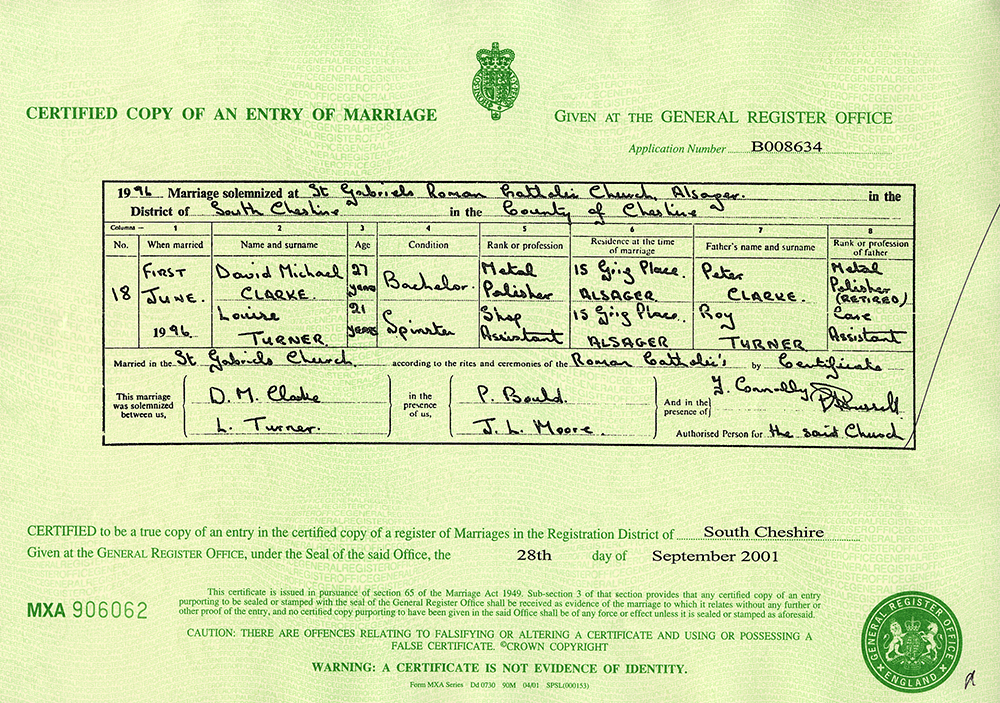 CERTIFIED COPY OF AN ENTRY OF MARRIAGE
GIVEN AT THE GENERAL REGISTER OFFICE
Application Number B008634
1996 Marriage solemnized at St Gabriels Roman Catholic Church, Alsager. in the
District of South Cheshire in the County of Cheshire
Columns — 1 2 3 4 5 6 7 8
No. When married Name and surname Age Condition Rank or profession Residence at the time of marriage Father's name and surname Rank or profession of father
18 FIRST JUNE. 1996
David Michael CLARKE. 27 years Bachelor. Metal Polisher 15 Grig Place. ALSAGER Peter CLARKE. Metal Polisher (RETIRED)
Louise TURNER. 21 years Spinster Shop Assistant 15 Grig Place. ALSAGER Roy TURNER Care Assistant
Married in the St Gabriels Church according to the rites and ceremonies of the Roman Catholic's by Certificate
This marriage was solemnized between us, D. M. Clarke L. Turner.
in the presence of us, P. Bould. J. L. Moore.
And in the presence of J. Connolly
Authorised Person for the said Church
CERTIFIED to be a true copy of an entry in the certified copy of a register of Marriages in the Registration District of South Cheshire
Given at the GENERAL REGISTER OFFICE, under the Seal of the said Office, the 28th day of September 2001
MXA 906062
This certificate is issued in pursuance of section 65 of the Marriage Act 1949. Sub-section 3 of that section provides that any certified copy of an entry
purporting to be sealed or stamped with the seal of the General Register Office shall be received as evidence of the marriage to which it relates without any further or
other proof of the entry, and no certified copy purporting to have been given in the said Office shall be of any force or effect unless it is sealed or stamped as aforesaid.
CAUTION: THERE ARE OFFENCES RELATING TO FALSIFYING OR ALTERING A CERTIFICATE AND USING OR POSSESSING A
FALSE CERTIFICATE. ©CROWN COPYRIGHT
WARNING: A CERTIFICATE IS NOT EVIDENCE OF IDENTITY.
Form MXA Series Dd 0730 90M 04/01 SPSL(000153)
GENERAL REGISTER OFFICE
ENGLAND